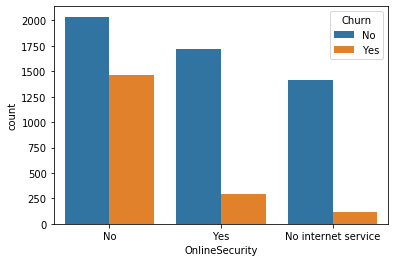 2000
1750
1500
1250
1000
750
500
250
0
count
Churn
No
Yes
No Yes No internet service
OnlineSecurity